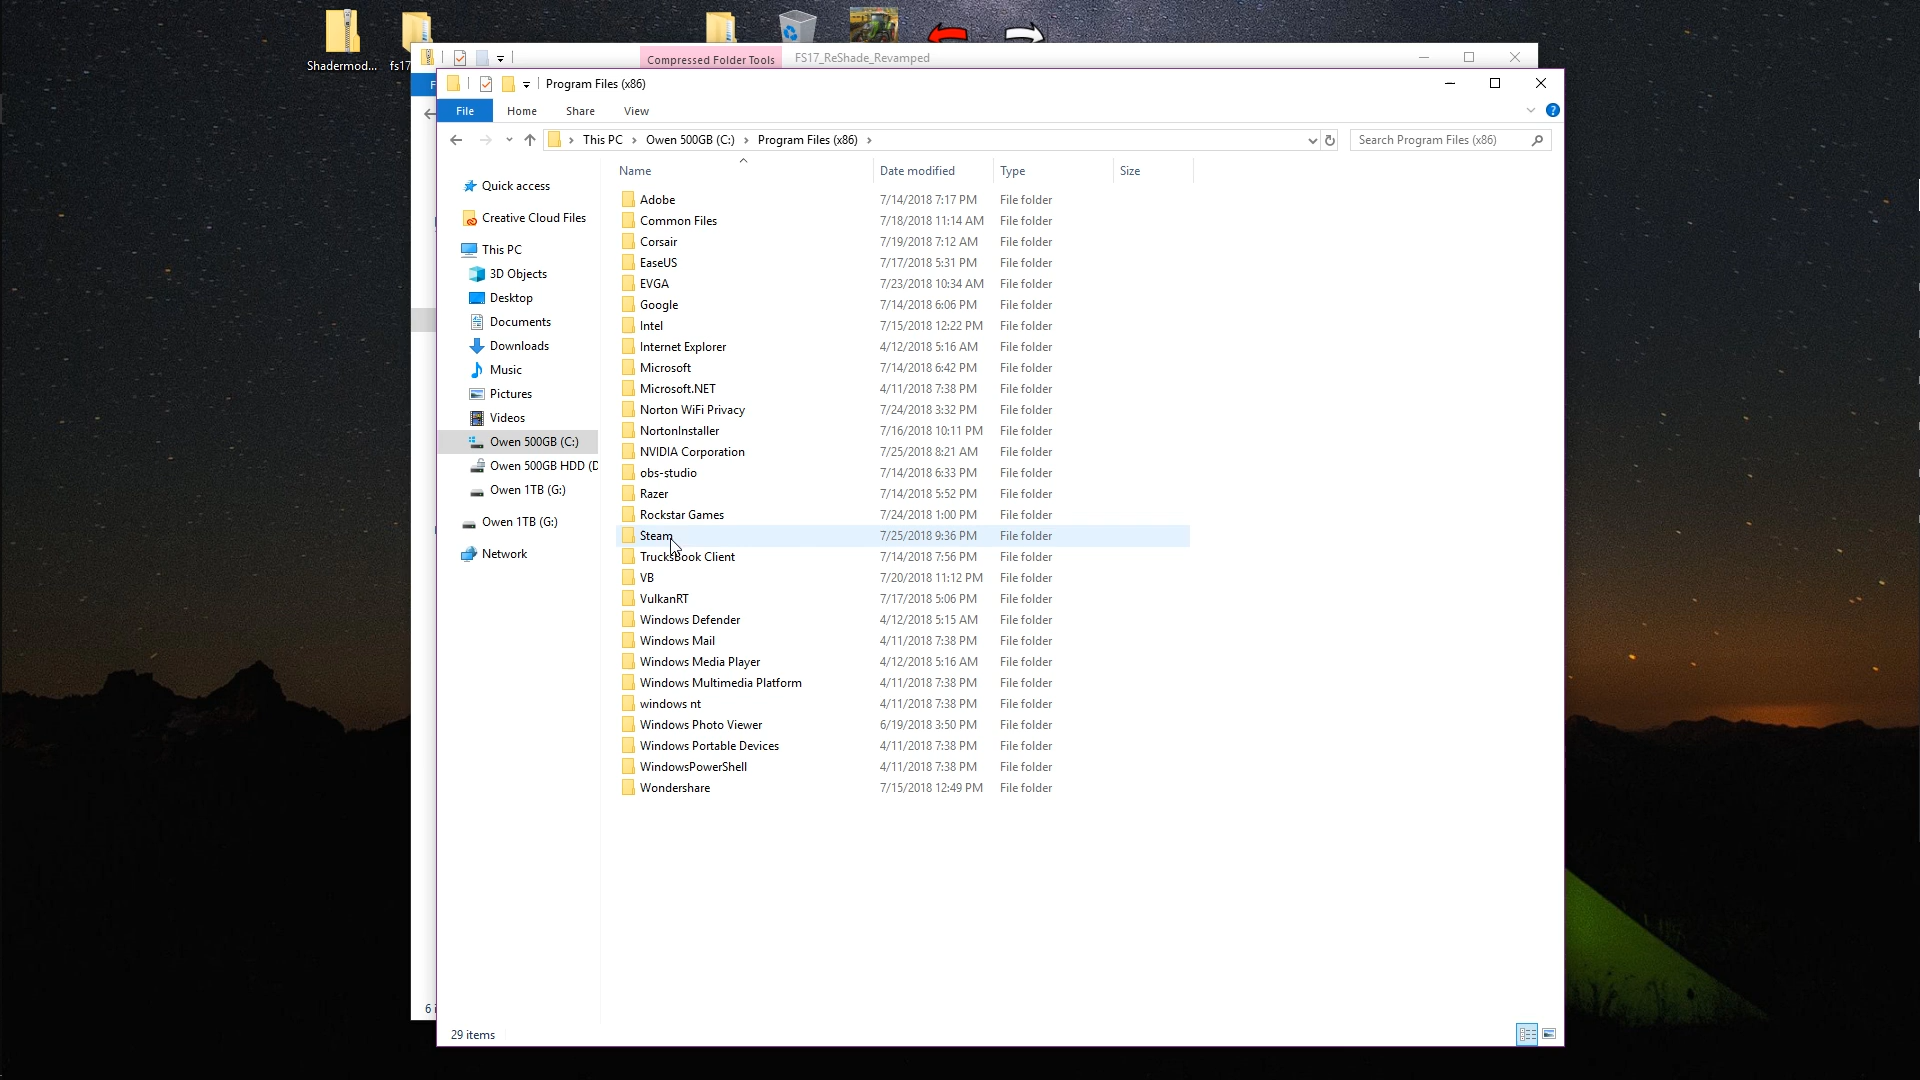 Shadermod...
fs17
Compressed Folder Tools
FS17_ReShade_Revamped
Program Files (x86)
File
Home
Share
View
This PC
Owen 500GB (C:)
Program Files (x86)
Search Program Files (x86)
Name
Date modified
Type
Size
Quick access
Creative Cloud Files
This PC
3D Objects
Desktop
Documents
Downloads
Music
Pictures
Videos
Owen 500GB (C:)
Owen 500GB HDD (D
Owen 1TB (G:)
Owen 1TB (G:)
Network
Adobe 7/14/2018 7:17 PM File folder
Common Files 7/18/2018 11:14 AM File folder
Corsair 7/19/2018 7:12 AM File folder
EaseUS 7/17/2018 5:31 PM File folder
EVGA 7/23/2018 10:34 AM File folder
Google 7/14/2018 6:06 PM File folder
Intel 7/15/2018 12:22 PM File folder
Internet Explorer 4/12/2018 5:16 AM File folder
Microsoft 7/14/2018 6:42 PM File folder
Microsoft.NET 4/11/2018 7:38 PM File folder
Norton WiFi Privacy 7/24/2018 3:32 PM File folder
NortonInstaller 7/16/2018 10:11 PM File folder
NVIDIA Corporation 7/25/2018 8:21 AM File folder
obs-studio 7/14/2018 6:33 PM File folder
Razer 7/14/2018 5:52 PM File folder
Rockstar Games 7/24/2018 1:00 PM File folder
Steam 7/25/2018 9:36 PM File folder
TrucksBook Client 7/14/2018 7:56 PM File folder
VB 7/20/2018 11:12 PM File folder
VulkanRT 7/17/2018 5:06 PM File folder
Windows Defender 4/12/2018 5:15 AM File folder
Windows Mail 4/11/2018 7:38 PM File folder
Windows Media Player 4/12/2018 5:16 AM File folder
Windows Multimedia Platform 4/11/2018 7:38 PM File folder
windows nt 4/11/2018 7:38 PM File folder
Windows Photo Viewer 6/19/2018 3:50 PM File folder
Windows Portable Devices 4/11/2018 7:38 PM File folder
WindowsPowerShell 4/11/2018 7:38 PM File folder
Wondershare 7/15/2018 12:49 PM File folder
6 i
29 items